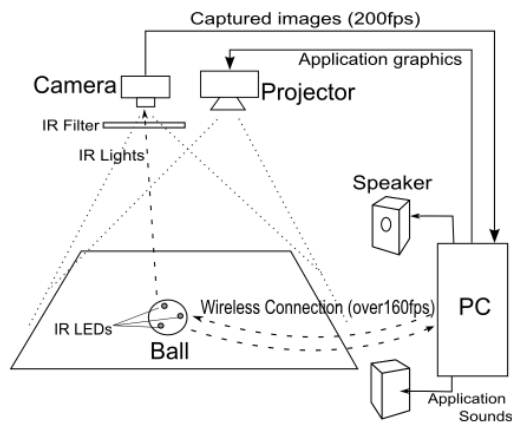 Captured images (200fps)
Application graphics
Camera
Projector
IR Filter
IR Lights
Speaker
Wireless Connection (over160fps)
PC
IR LEDs
Ball
Application
Sounds